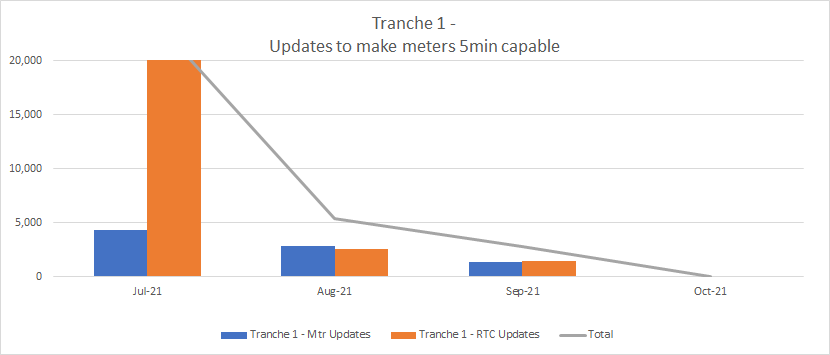 Tranche 1 -
Updates to make meters 5min capable
20,000
15,000
10,000
5,000
0
Jul-21 Aug-21 Sep-21 Oct-21
Tranche 1 - Mtr Updates Tranche 1 - RTC Updates Total